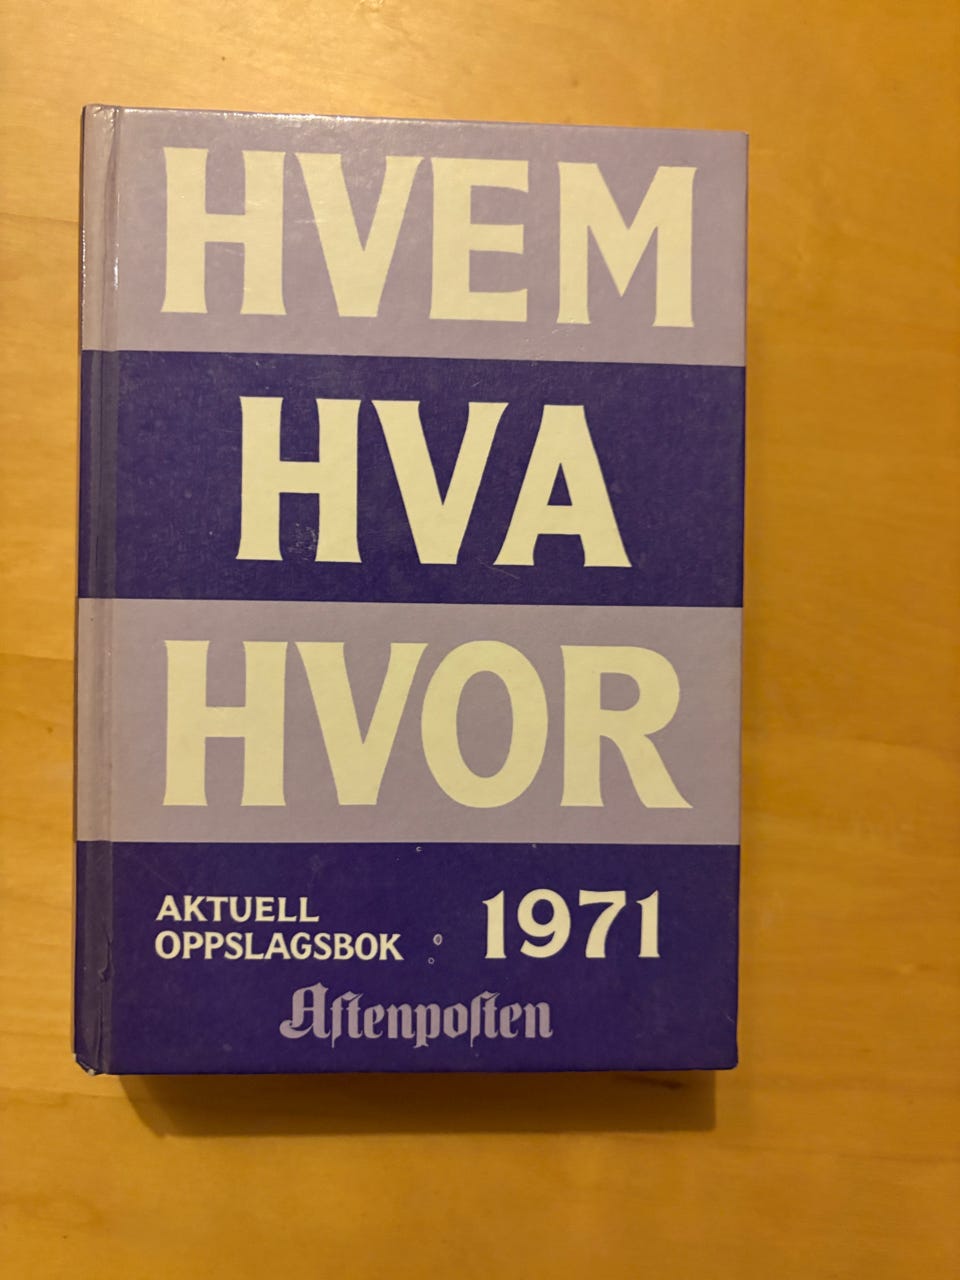 HVEM
HVA
HVOR
AKTUELL
OPPSLAGSBOK
1971
Aftenposten